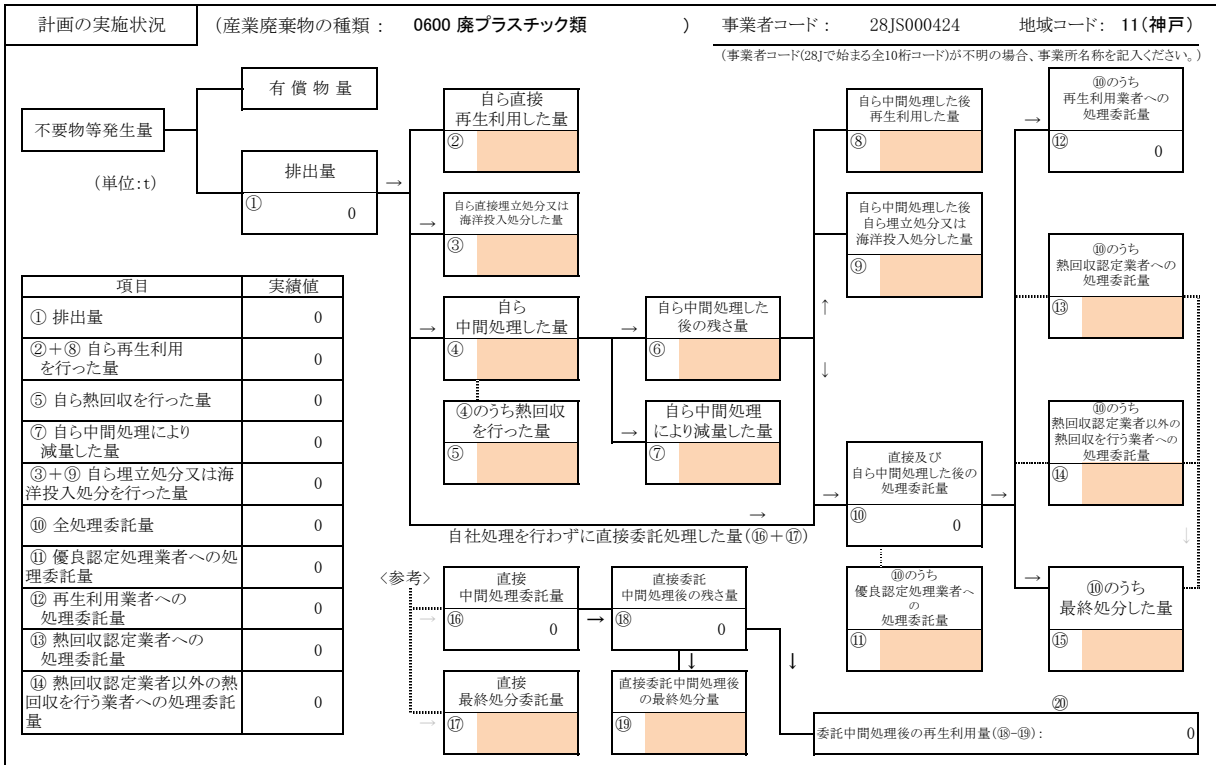 計画の実施状況
(産業廃棄物の種類： 0600 廃プラスチック類 )
事業者コード： 28JS000424
地域コード： 11(神戸)
(事業者コード(28Jで始まる全10桁コード)が不明の場合、事業所名称を記入ください。)
不要物等発生量
(単位:t)
有 償 物 量
排出量
→
① 0
自ら直接
再生利用した量
②
→
自ら直接埋立処分又は
海洋投入処分した量
③
→
自ら
中間処理した量
④
④のうち熱回収
を行った量
⑤
→
自ら中間処理した
後の残さ量
⑥
→
自ら中間処理
により減量した量
⑦
自ら中間処理した後
再生利用した量
⑧
自ら中間処理した後
自ら埋立処分又は
海洋投入処分した量
⑨
↑
↓
→
自社処理を行わずに直接委託処理した量(⑯＋⑰)
→
直接及び
自ら中間処理した後の
処理委託量
⑩ 0
→
⑩のうち
優良認定処理業者へ
の
処理委託量
⑪
→
⑩のうち
再生利用業者への
処理委託量
⑫ 0
⑩のうち
熱回収認定業者への
処理委託量
⑬
⑩のうち
熱回収認定業者以外の
熱回収を行う業者への
処理委託量
⑭
↓
→
⑩のうち
最終処分した量
⑮
項目 実績値
① 排出量 0
②＋⑧ 自ら再生利用
を行った量 0
⑤ 自ら熱回収を行った量 0
⑦ 自ら中間処理により
減量した量 0
③＋⑨ 自ら埋立処分又は海
洋投入処分を行った量 0
⑩ 全処理委託量 0
⑪ 優良認定処理業者への処
理委託量 0
⑫ 再生利用業者への
処理委託量 0
⑬ 熱回収認定業者への
処理委託量 0
⑭ 熱回収認定業者以外の熱
回収を行う業者への処理委託
量 0
〈参考〉
→
直接
中間処理委託量
⑯ 0
→
直接委託
中間処理後の残さ量
⑱ 0
→
直接
最終処分委託量
⑰
↓
直接委託中間処理後
の最終処分量
⑲
↓
⑳
委託中間処理後の再生利用量(⑱-⑲)： 0